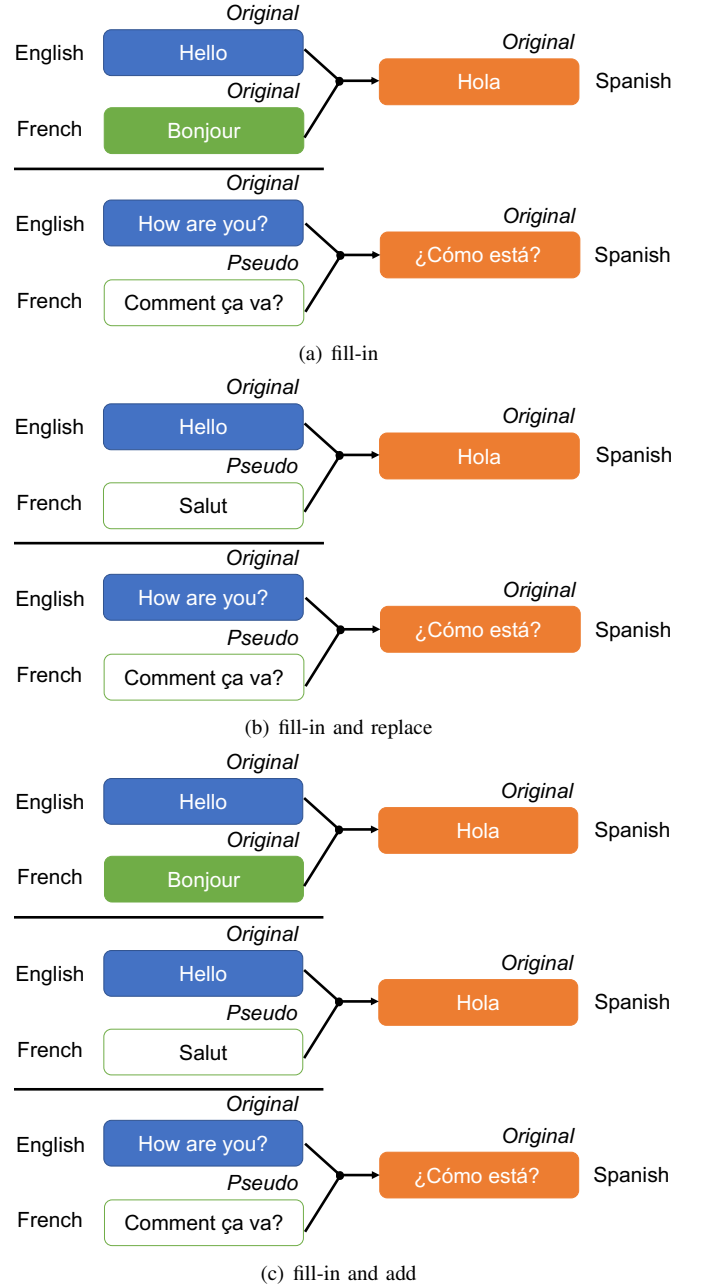 Original
Original
English Hello
Hola Spanish
Original
French Bonjour
Original
Original
English How are you?
¿Cómo está? Spanish
Pseudo
French Comment ça va?
(a) fill-in
Original
Original
English Hello
Hola Spanish
Pseudo
French Salut
Original
Original
English How are you?
¿Cómo está? Spanish
Pseudo
French Comment ça va?
(b) fill-in and replace
Original
Original
English Hello
Hola Spanish
Original
French Bonjour
Original
Original
English Hello
Hola Spanish
Pseudo
French Salut
Original
Original
English How are you?
¿Cómo está? Spanish
Pseudo
French Comment ça va?
(c) fill-in and add